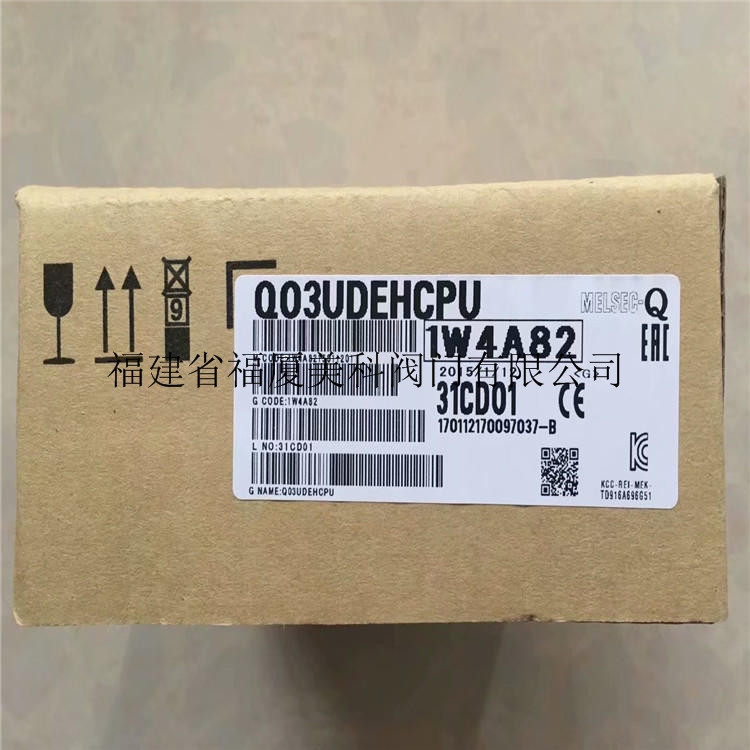 9
Q03UDEHCPU
MELSEC-Q
1W4A82
福建省福厦美科阀门有限公司
G CODE:1W4A82
31CD01
170112170097037-B
L NO:31CD01
KCC-REI-MEK-
TD916A696G51
G NAME:Q03UDEHCPU